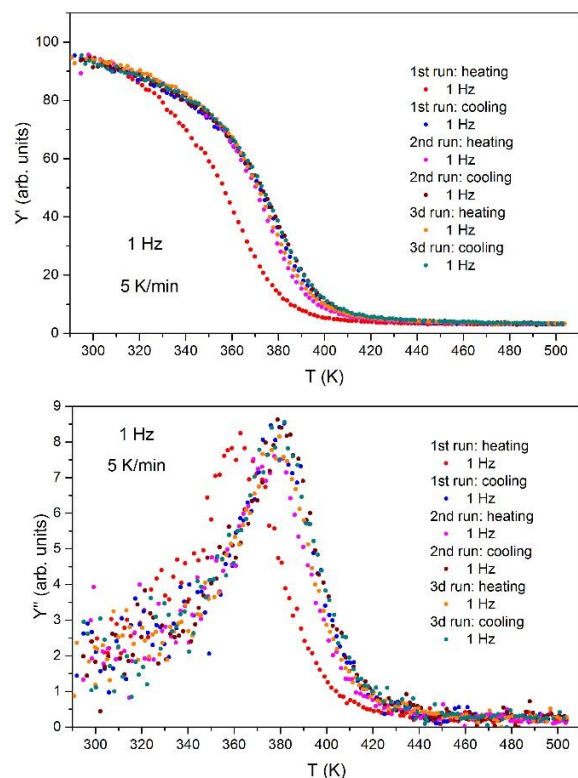 100
80
60
40
20
0
Y' (arb. units)
1st run: heating
1 Hz
1st run: cooling
1 Hz
2nd run: heating
1 Hz
2nd run: cooling
1 Hz
3d run: heating
1 Hz
3d run: cooling
1 Hz
1 Hz
5 K/min
300 320 340 360 380 400 420 440 460 480 500
T (K)
9
8
7
6
5
4
3
2
1
0
Y'' (arb. units)
1 Hz
5 K/min
1st run: heating
1 Hz
1st run: cooling
1 Hz
2nd run: heating
1 Hz
2nd run: cooling
1 Hz
3d run: heating
1 Hz
3d run: cooling
1 Hz
300 320 340 360 380 400 420 440 460 480 500
T (K)